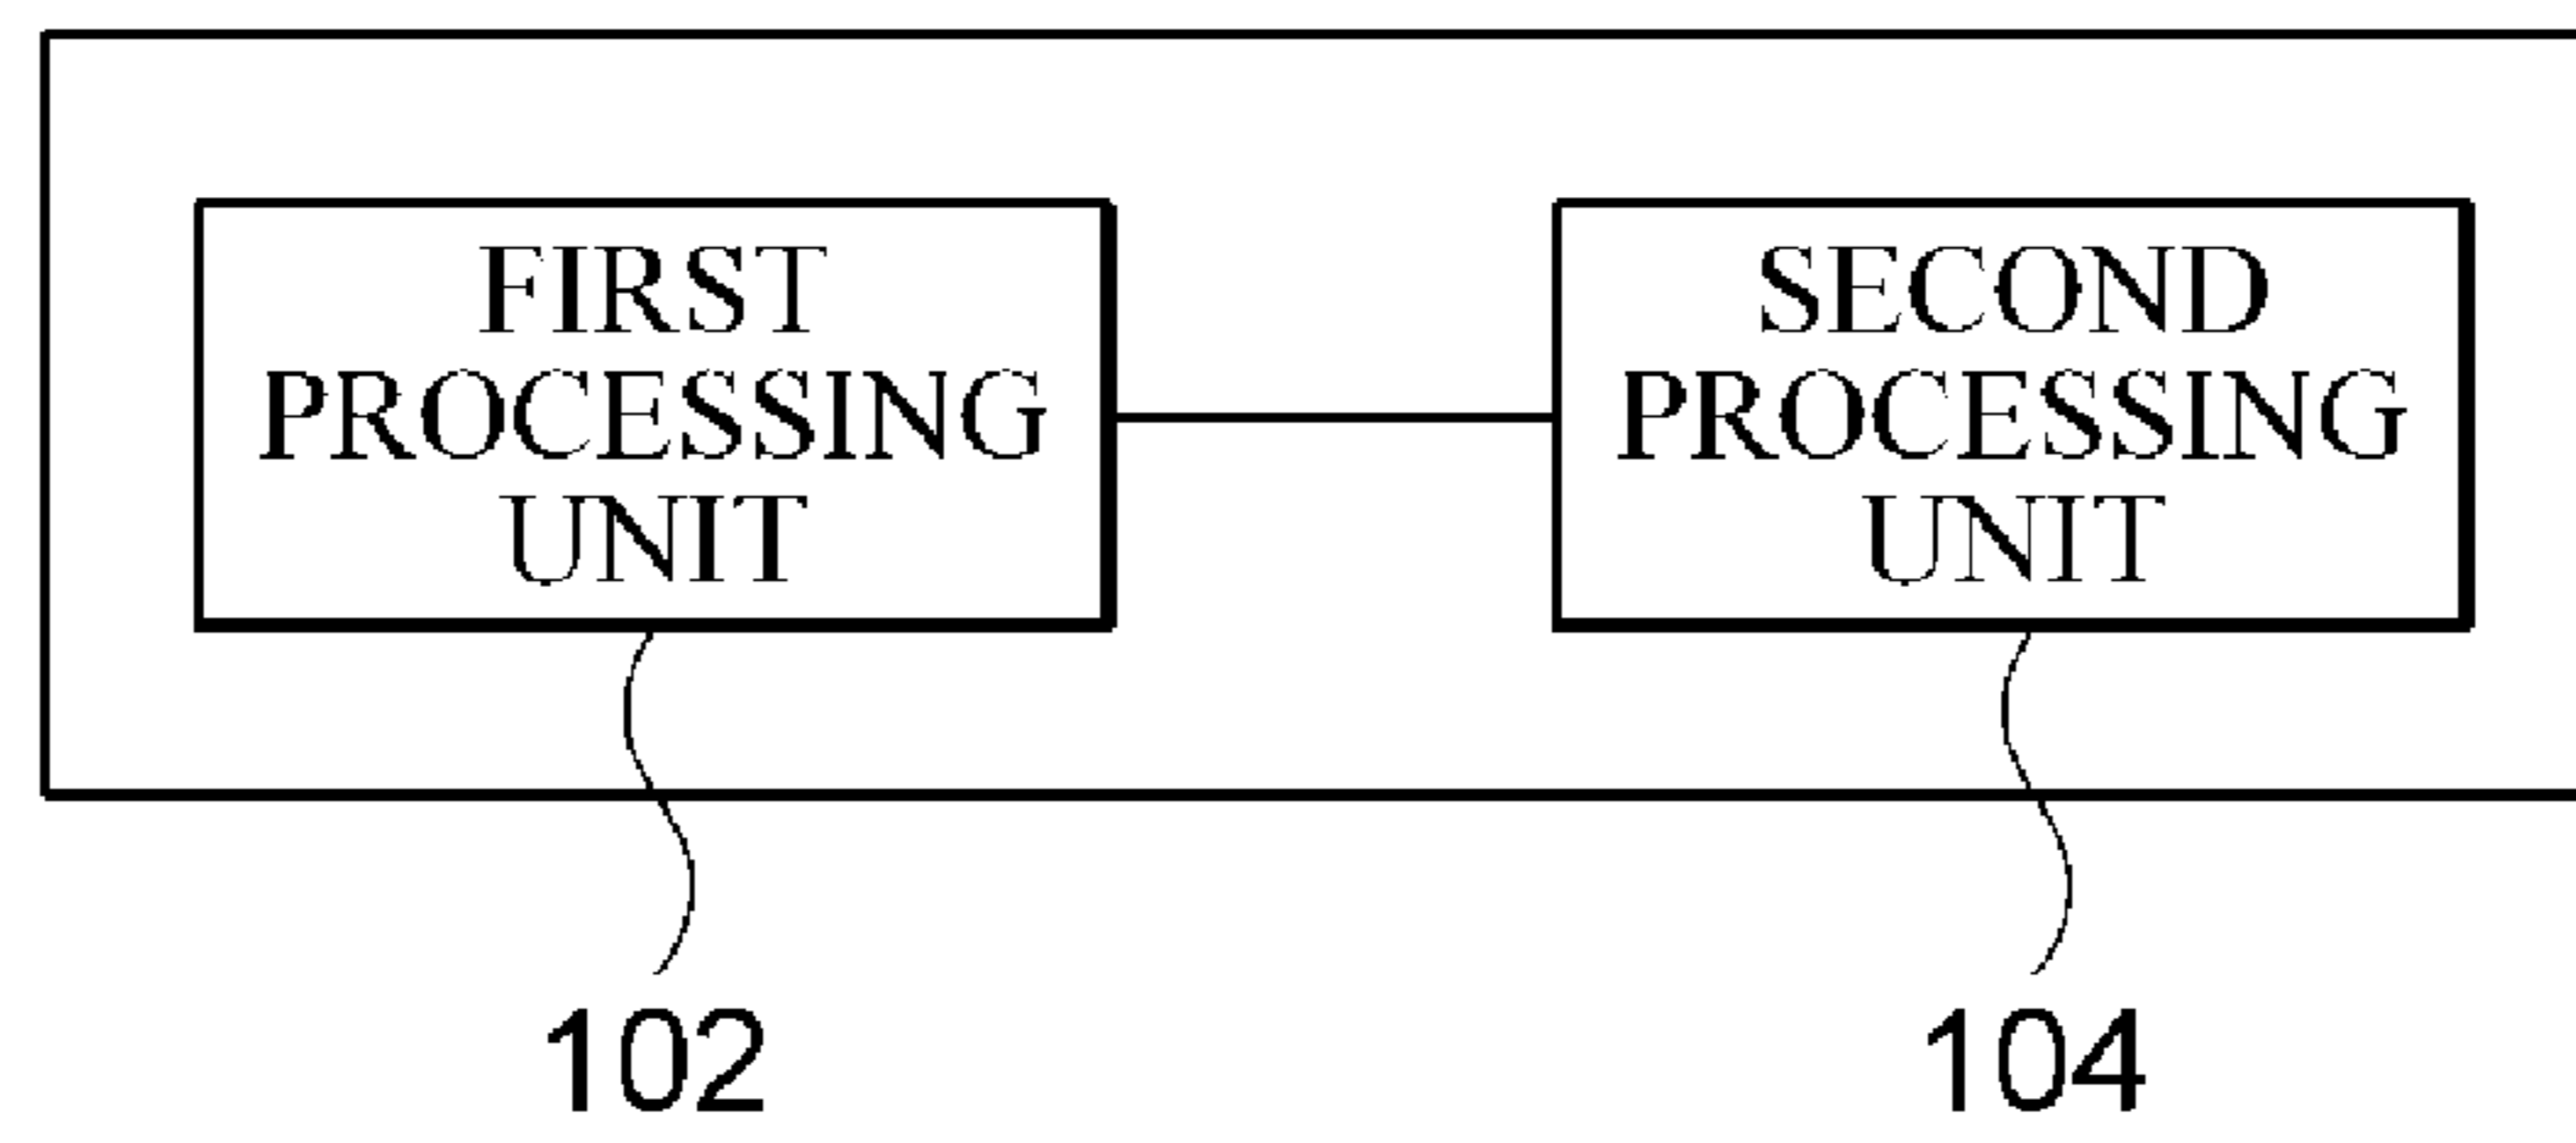 FIRST
PROCESSING
UNIT
SECOND
PROCESSING
UNIT
102
104